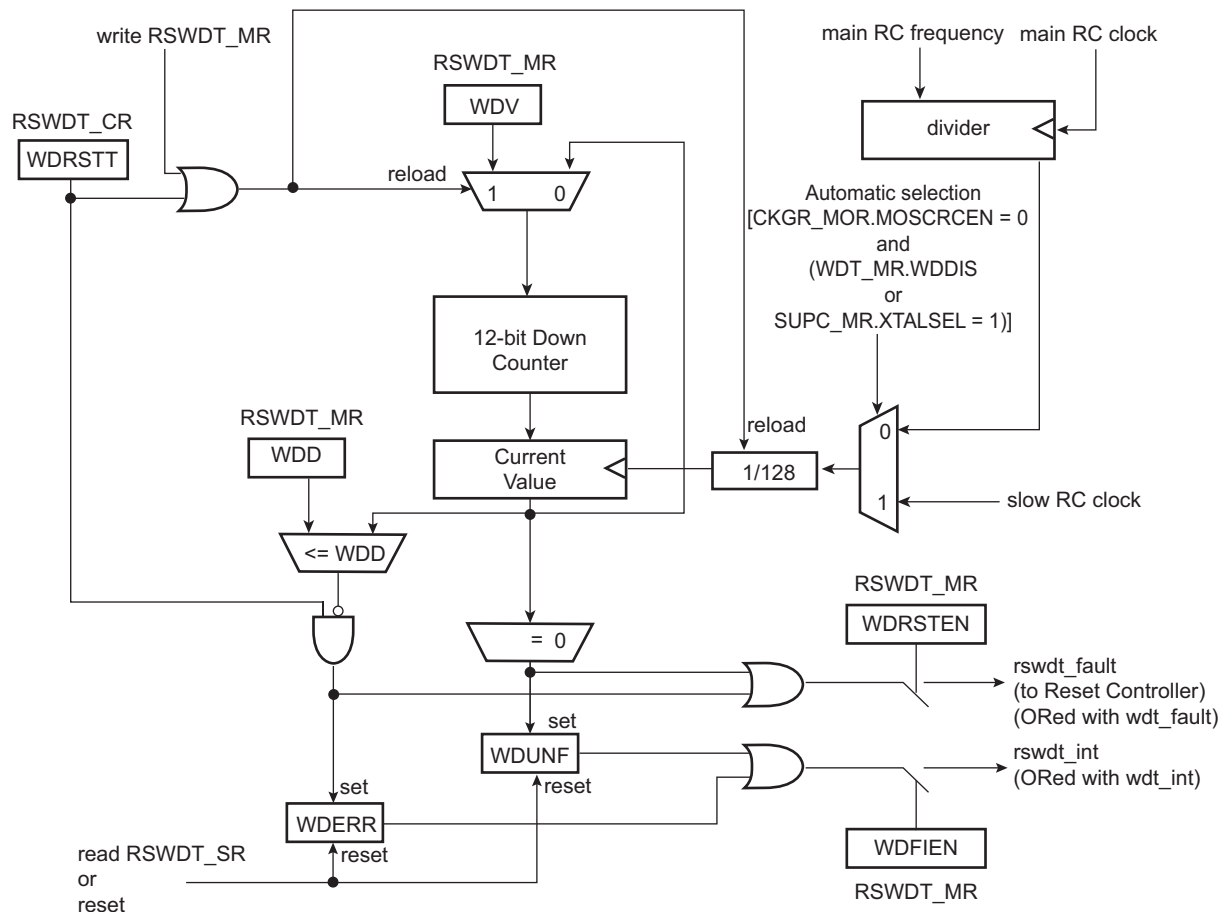 write RSWDT_MR
main RC frequency
main RC clock
RSWDT_MR
WDV
divider
RSWDT_CR
WDRSTT
reload
1 0
Automatic selection
[CKGR_MOR.MOSCRCEN = 0
and
(WDT_MR.WDDIS
or
SUPC_MR.XTALSEL = 1)]
12-bit Down
Counter
RSWDT_MR
WDD
reload
0
Current
Value
1/128
1
slow RC clock
<= WDD
RSWDT_MR
WDRSTEN
= 0
rswdt_fault
(to Reset Controller)
(ORed with wdt_fault)
set
WDUNF
reset
rswdt_int
(ORed with wdt_int)
set
WDERR
reset
WDFIEN
RSWDT_MR
read RSWDT_SR
or
reset